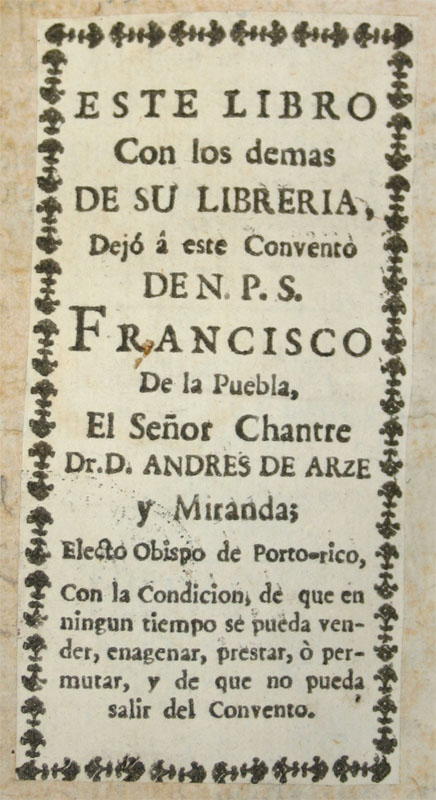 ESTE LIBRO
Con los demas
DE SU LIBRERIA,
Dejó â este Convento
DE N. P. S.
FRANCISCO
De la Puebla,
El Señor Chantre
Dr. D. ANDRES DE ARZE
y Miranda;
Electo Obispo de Porto-rico,
Con la Condicion, de que en
ningun tiempo se pueda ven-
der, enagenar, prestar, ò per-
mutar, y de que no pueda
salir del Convento.